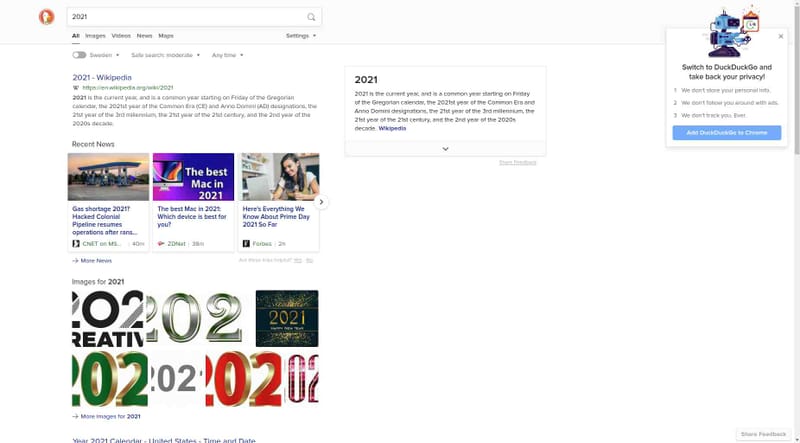 2021
All Images Videos News Maps Settings
Sweden Safe search: moderate Any time
2021 - Wikipedia
https://en.wikipedia.org/wiki/2021
2021 is the current year, and is a common year starting on Friday of the Gregorian
calendar, the 2021st year of the Common Era (CE) and Anno Domini (AD) designations, the
21st year of the 3rd millennium, the 21st year of the 21st century, and the 2nd year of the
2020s decade.
Recent News
The best
Mac in
2021
Gas shortage 2021?
Hacked Colonial
Pipeline resumes
operations after rans...
CNET on MS... 40m
The best Mac in 2021:
Which device is best for
you?
ZDNet 38m
Here's Everything We
Know About Prime Day
2021 So Far
Forbes 2h
→ More News
Are these links helpful? Yes No
Images for 2021
202
REATIV
202
2021
HAPPY NEW YEAR
202
202
202
02
→ More Images for 2021
Year 2021 Calendar - United States - Time and Date
2021
2021 is the current year, and is a common year starting on Friday
of the Gregorian calendar, the 2021st year of the Common Era and
Anno Domini designations, the 21st year of the 3rd millennium, the
21st year of the 21st century, and the 2nd year of the 2020s
decade. Wikipedia
Share Feedback
Switch to DuckDuckGo and
take back your privacy!
1 We don't store your personal info.
2 We don't follow you around with ads.
3 We don't track you. Ever.
Add DuckDuckGo to Chrome
Share Feedback